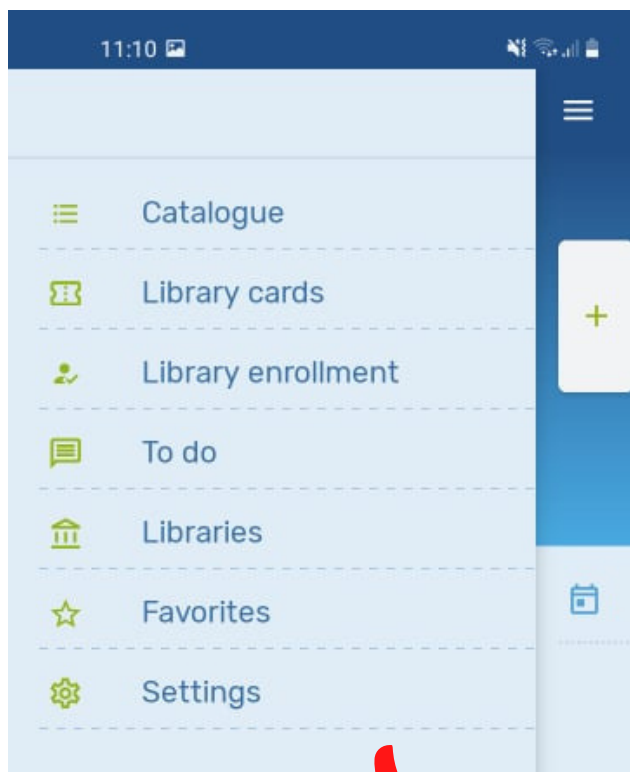 11:10
Catalogue
Library cards
Library enrollment
To do
Libraries
Favorites
Settings